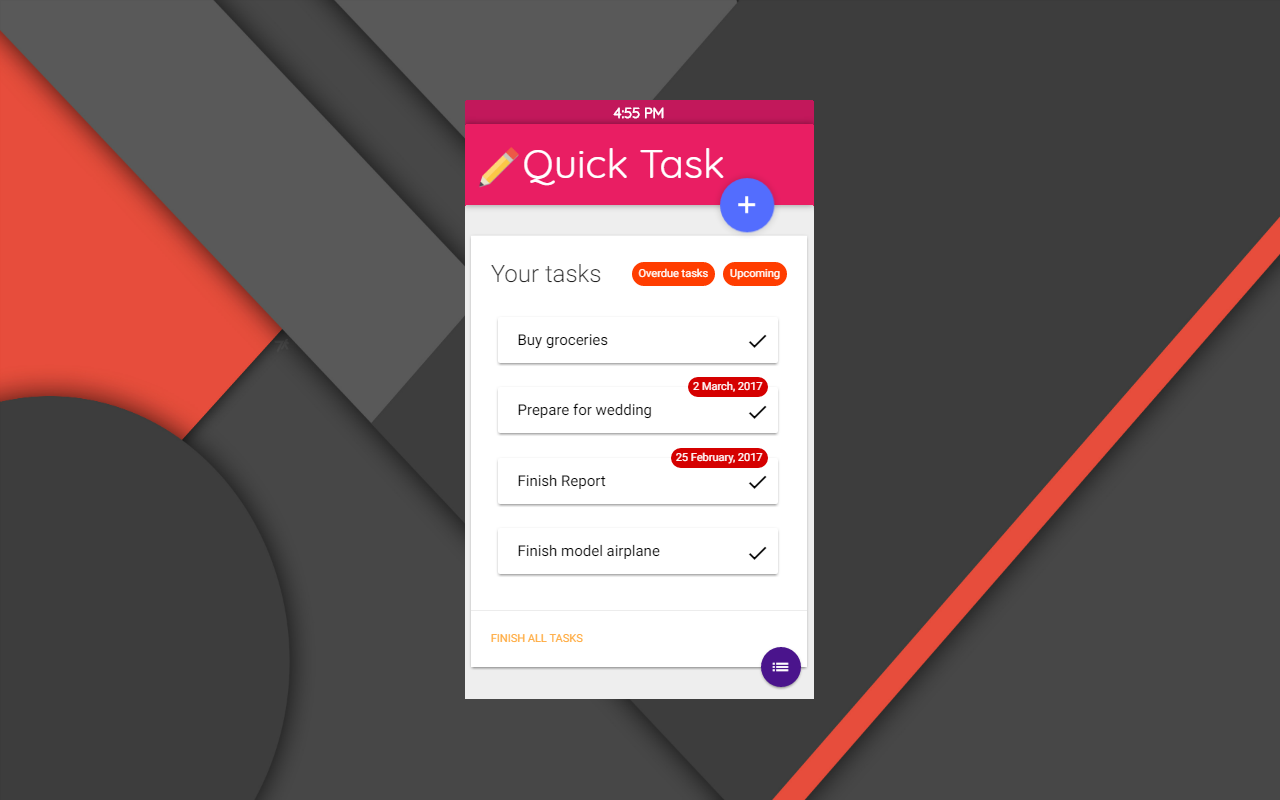 4:55 PM
Quick Task
Your tasks
Overdue tasks
Upcoming
Buy groceries
2 March, 2017
Prepare for wedding
25 February, 2017
Finish Report
Finish model airplane
FINISH ALL TASKS